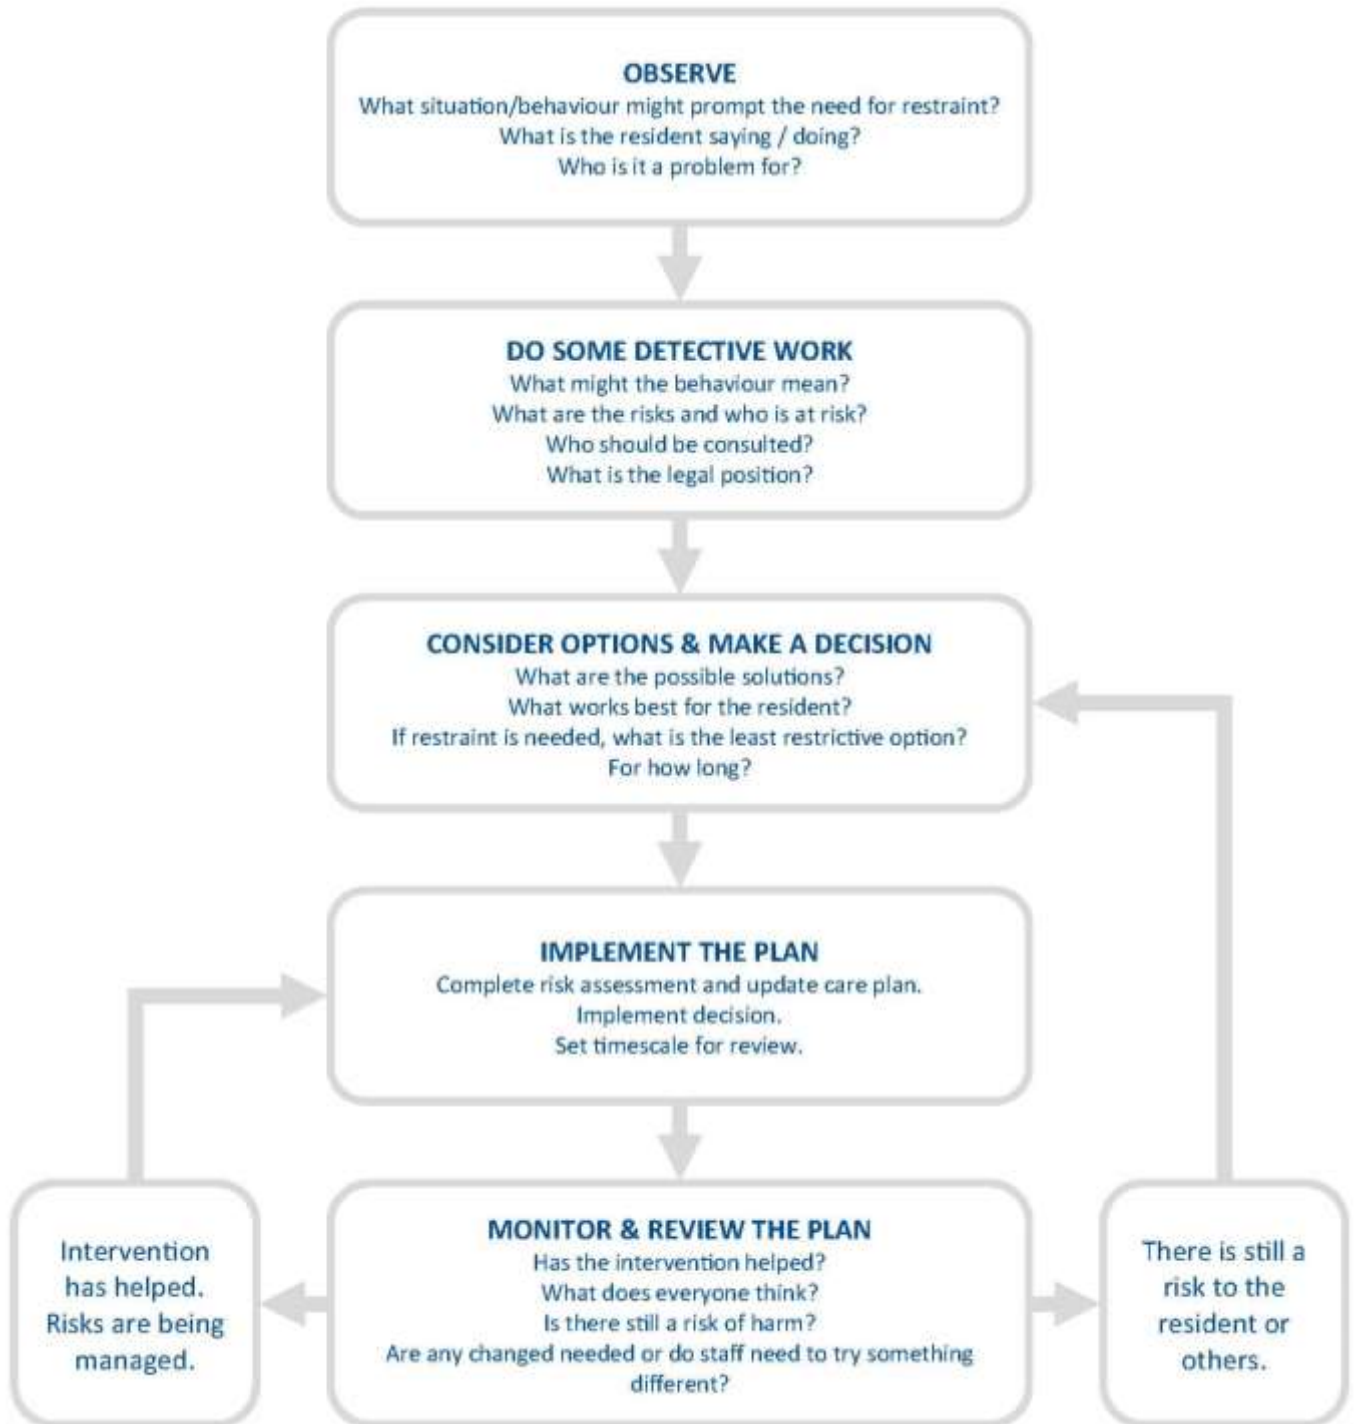 OBSERVE
What situation/behaviour might prompt the need for restraint?
What is the resident saying / doing?
Who is it a problem for?
DO SOME DETECTIVE WORK
What might the behaviour mean?
What are the risks and who is at risk?
Who should be consulted?
What is the legal position?
CONSIDER OPTIONS & MAKE A DECISION
What are the possible solutions?
What works best for the resident?
If restraint is needed, what is the least restrictive option?
For how long?
IMPLEMENT THE PLAN
Complete risk assessment and update care plan.
Implement decision.
Set timescale for review.
Intervention
has helped.
Risks are being
managed.
MONITOR & REVIEW THE PLAN
Has the intervention helped?
What does everyone think?
Is there still a risk of harm?
Are any changed needed or do staff need to try something
different?
There is still a
risk to the
resident or
others.